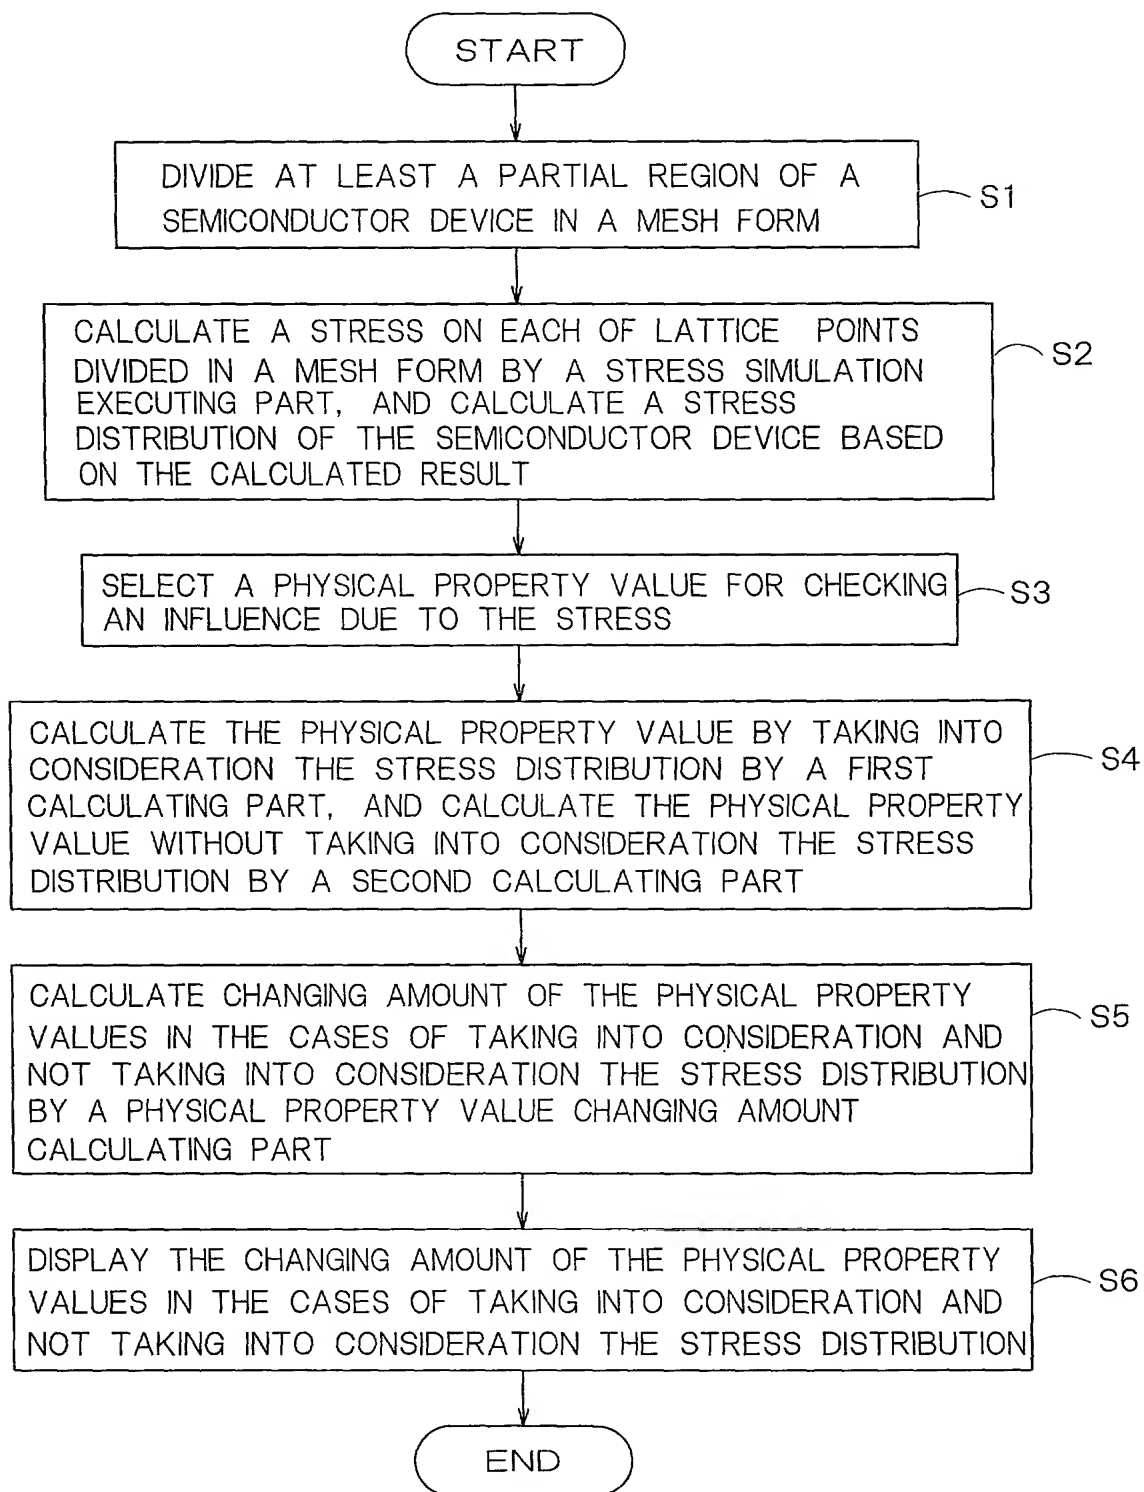 START
DIVIDE AT LEAST A PARTIAL REGION OF A
SEMICONDUCTOR DEVICE IN A MESH FORM
S1
CALCULATE A STRESS ON EACH OF LATTICE POINTS
DIVIDED IN A MESH FORM BY A STRESS SIMULATION
EXECUTING PART, AND CALCULATE A STRESS
DISTRIBUTION OF THE SEMICONDUCTOR DEVICE BASED
ON THE CALCULATED RESULT
S2
SELECT A PHYSICAL PROPERTY VALUE FOR CHECKING
AN INFLUENCE DUE TO THE STRESS
S3
CALCULATE THE PHYSICAL PROPERTY VALUE BY TAKING INTO
CONSIDERATION THE STRESS DISTRIBUTION BY A FIRST
CALCULATING PART, AND CALCULATE THE PHYSICAL PROPERTY
VALUE WITHOUT TAKING INTO CONSIDERATION THE STRESS
DISTRIBUTION BY A SECOND CALCULATING PART
S4
CALCULATE CHANGING AMOUNT OF THE PHYSICAL PROPERTY
VALUES IN THE CASES OF TAKING INTO CONSIDERATION AND
NOT TAKING INTO CONSIDERATION THE STRESS DISTRIBUTION
BY A PHYSICAL PROPERTY VALUE CHANGING AMOUNT
CALCULATING PART
S5
DISPLAY THE CHANGING AMOUNT OF THE PHYSICAL PROPERTY
VALUES IN THE CASES OF TAKING INTO CONSIDERATION AND
NOT TAKING INTO CONSIDERATION THE STRESS DISTRIBUTION
S6
END